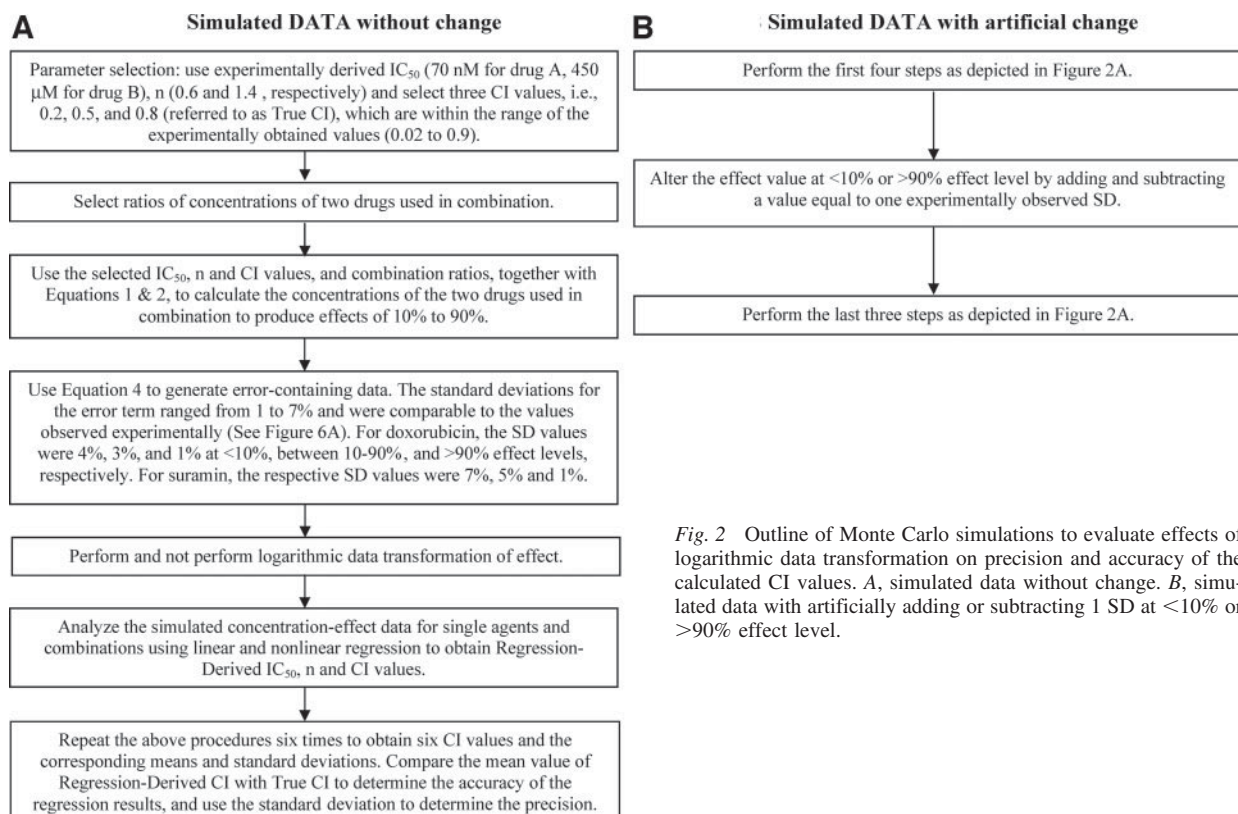 A
Simulated DATA without change
Parameter selection: use experimentally derived IC50 (70 nM for drug A, 450
μM for drug B), n (0.6 and 1.4 , respectively) and select three CI values, i.e.,
0.2, 0.5, and 0.8 (referred to as True CI), which are within the range of the
experimentally obtained values (0.02 to 0.9).
Select ratios of concentrations of two drugs used in combination.
Use the selected IC50, n and CI values, and combination ratios, together with
Equations 1 & 2, to calculate the concentrations of the two drugs used in
combination to produce effects of 10% to 90%.
Use Equation 4 to generate error-containing data. The standard deviations for
the error term ranged from 1 to 7% and were comparable to the values
observed experimentally (See Figure 6A). For doxorubicin, the SD values
were 4%, 3%, and 1% at <10%, between 10-90%, and >90% effect levels,
respectively. For suramin, the respective SD values were 7%, 5% and 1%.
Perform and not perform logarithmic data transformation of effect.
Analyze the simulated concentration-effect data for single agents and
combinations using linear and nonlinear regression to obtain Regression-
Derived IC50, n and CI values.
Repeat the above procedures six times to obtain six CI values and the
corresponding means and standard deviations. Compare the mean value of
Regression-Derived CI with True CI to determine the accuracy of the
regression results, and use the standard deviation to determine the precision.
B
Simulated DATA with artificial change
Perform the first four steps as depicted in Figure 2A.
Alter the effect value at <10% or >90% effect level by adding and subtracting
a value equal to one experimentally observed SD.
Perform the last three steps as depicted in Figure 2A.
Fig. 2 Outline of Monte Carlo simulations to evaluate effects of
logarithmic data transformation on precision and accuracy of the
calculated CI values. A, simulated data without change. B, simu-
lated data with artificially adding or subtracting 1 SD at <10% or
>90% effect level.